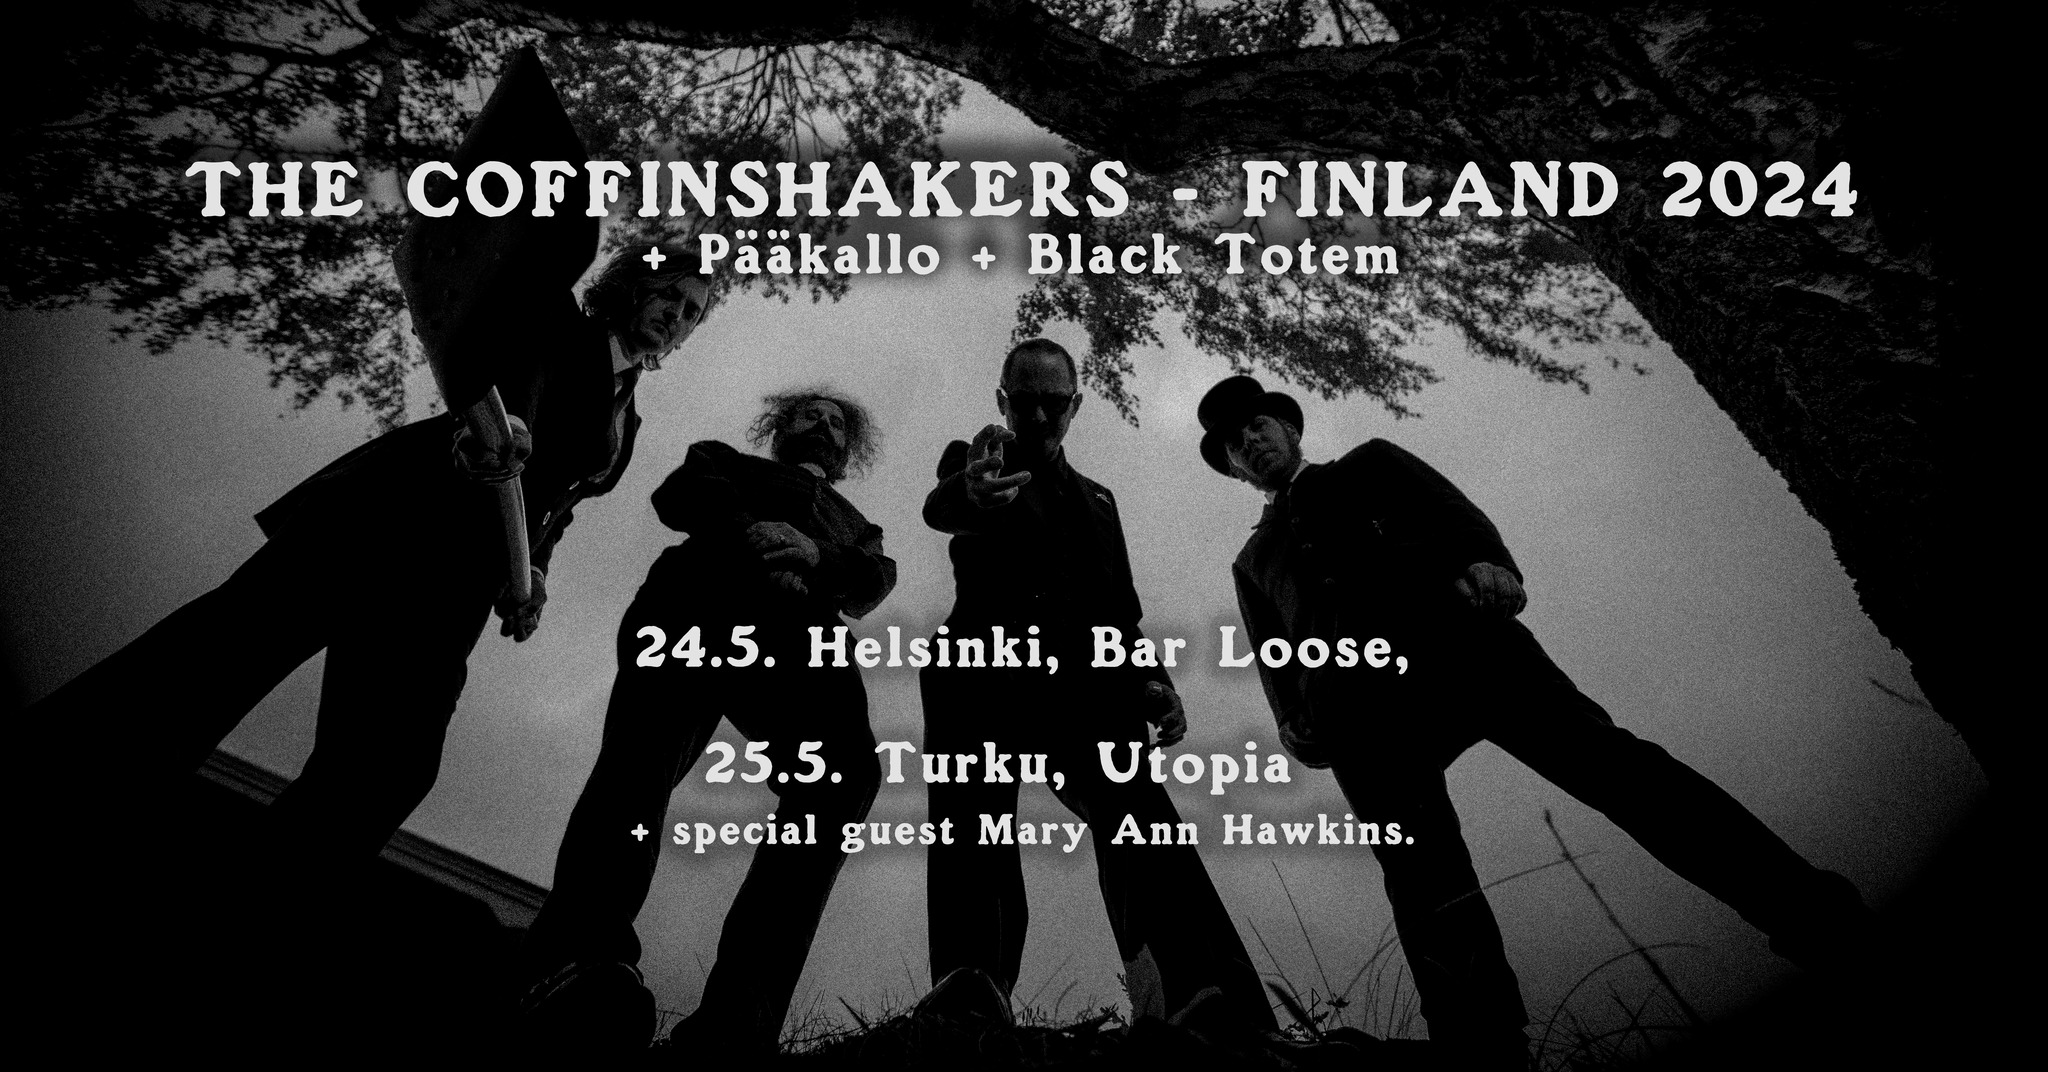 THE COFFINSHAKERS - FINLAND 2024
+ Pääkallo + Black Totem
24.5. Helsinki, Bar Loose,
25.5. Turku, Utopia
+ special guest Mary Ann Hawkins.